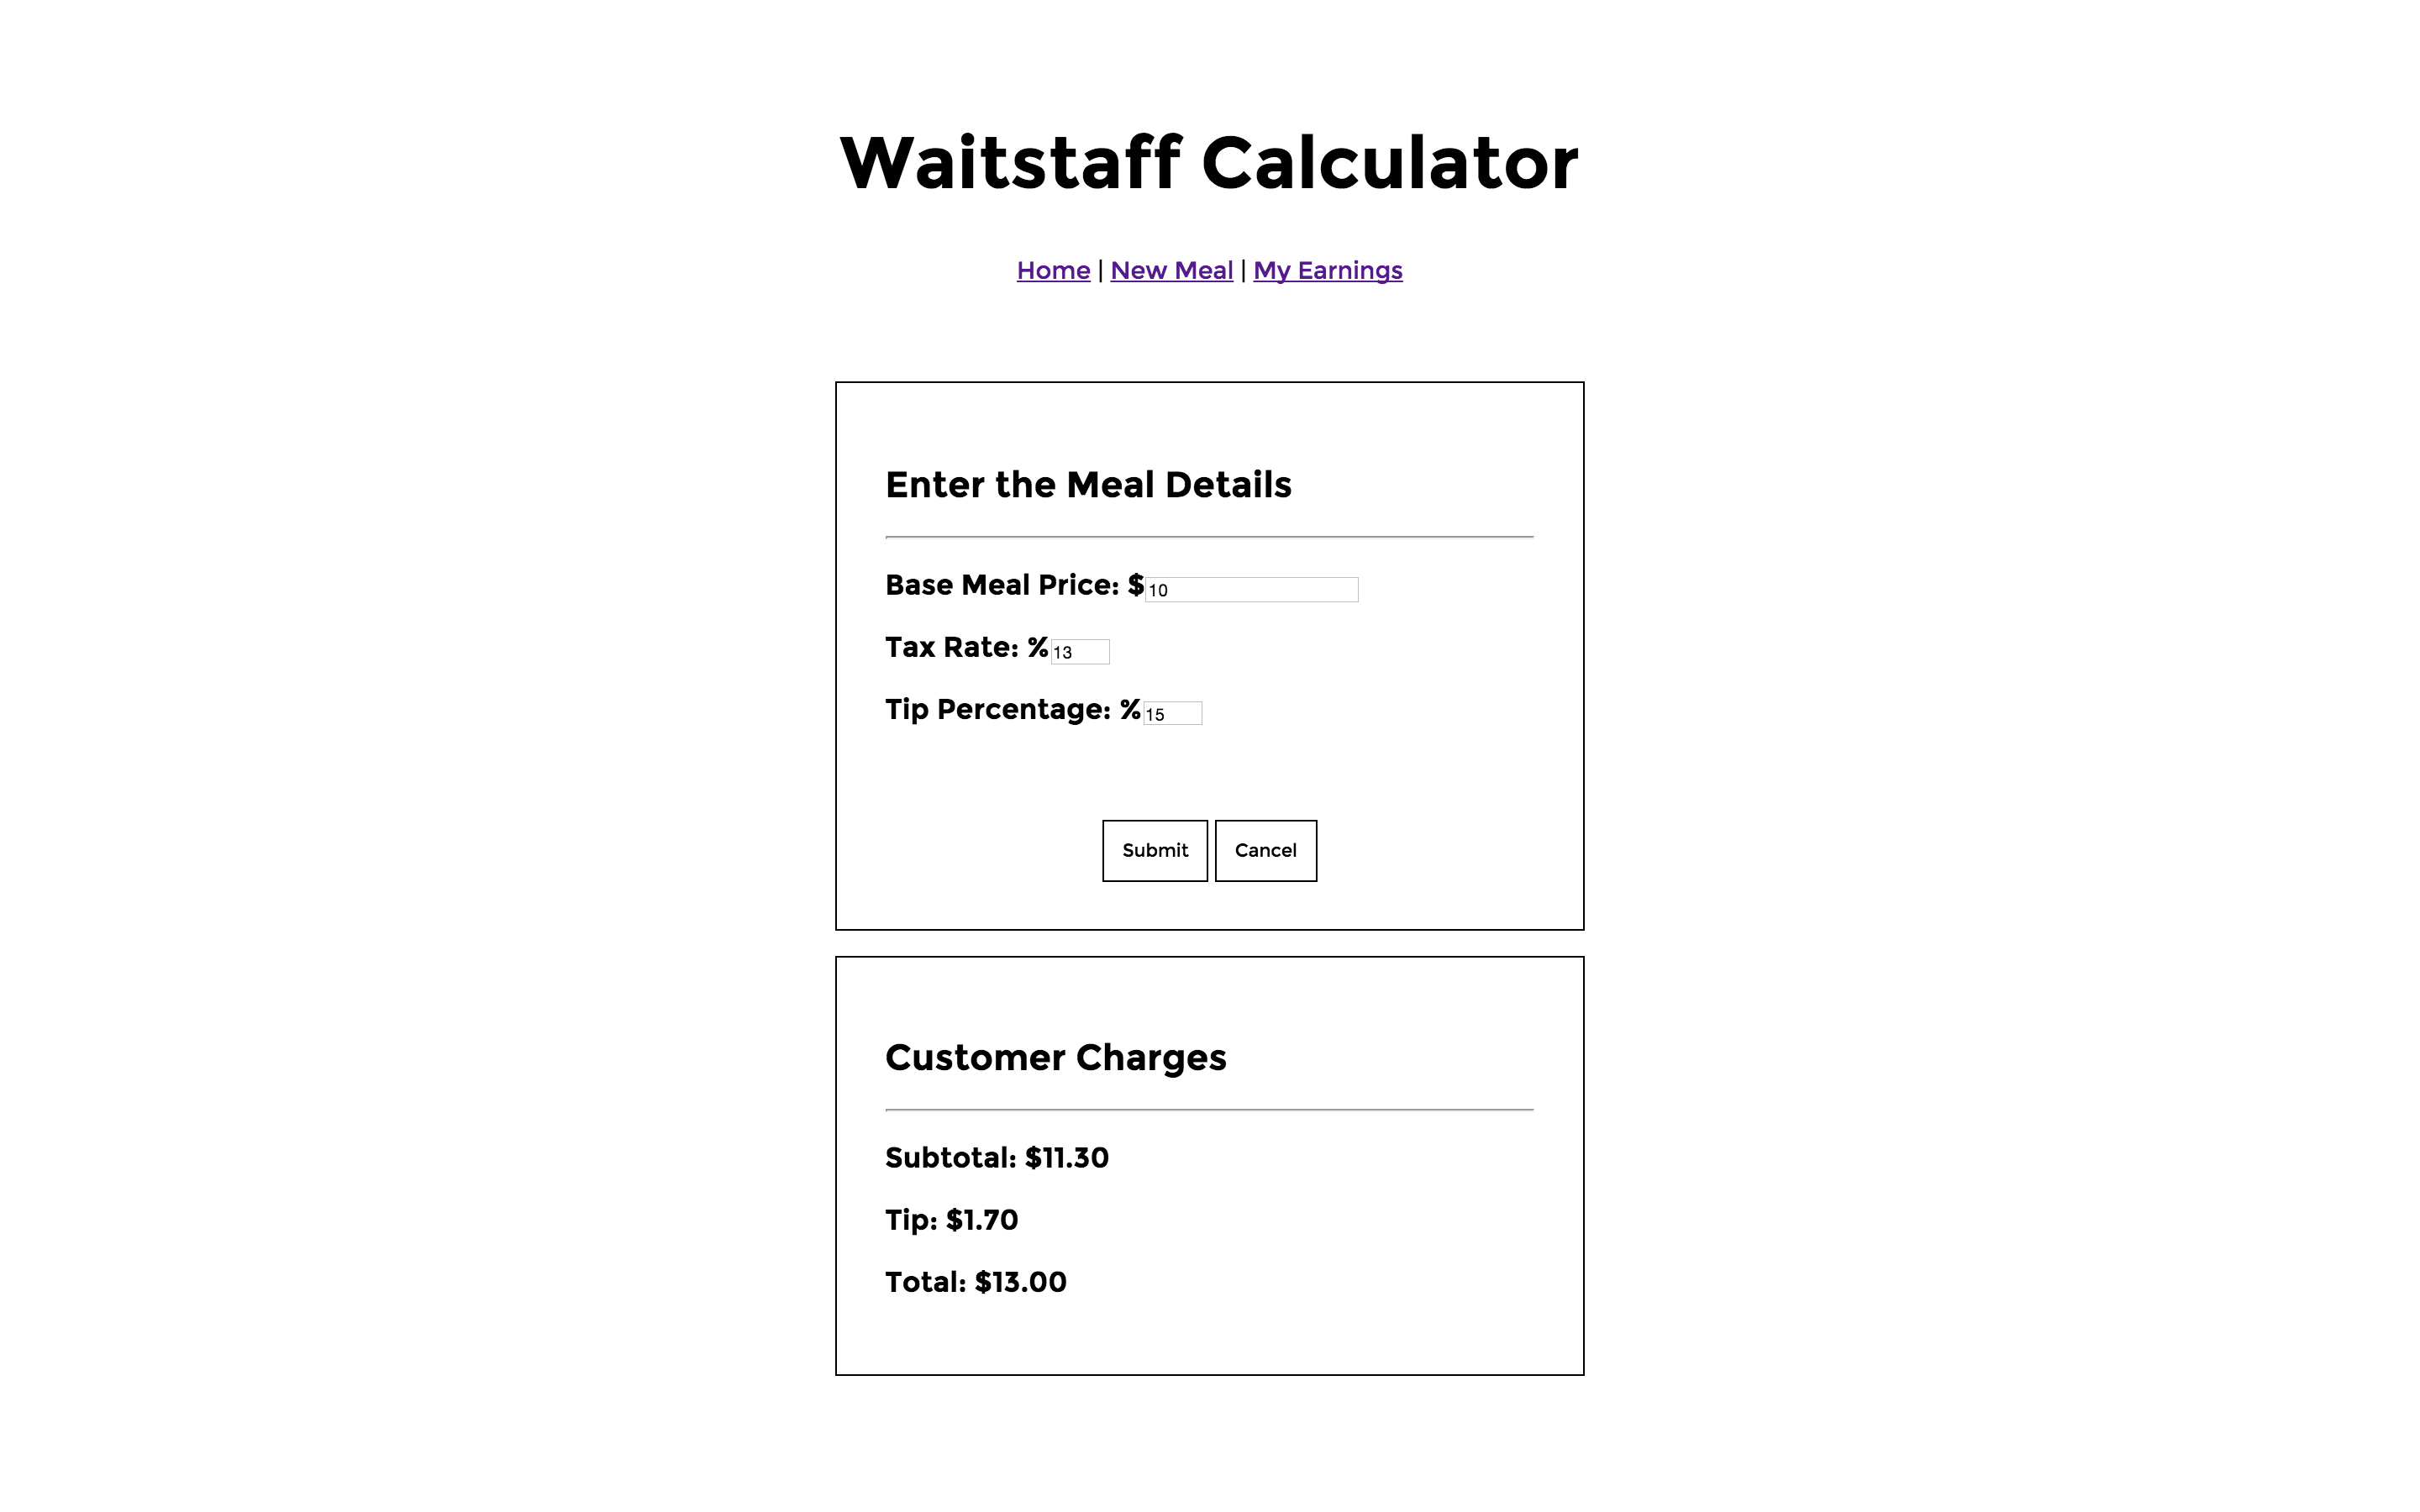 Waitstaff Calculator
Home | New Meal | My Earnings
Enter the Meal Details
Base Meal Price: $10
Tax Rate: %13
Tip Percentage: %15
Submit Cancel
Customer Charges
Subtotal: $11.30
Tip: $1.70
Total: $13.00